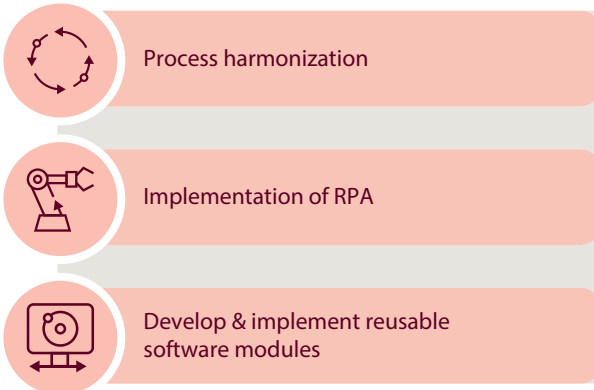 Process harmonization
Implementation of RPA
Develop & implement reusable
software modules